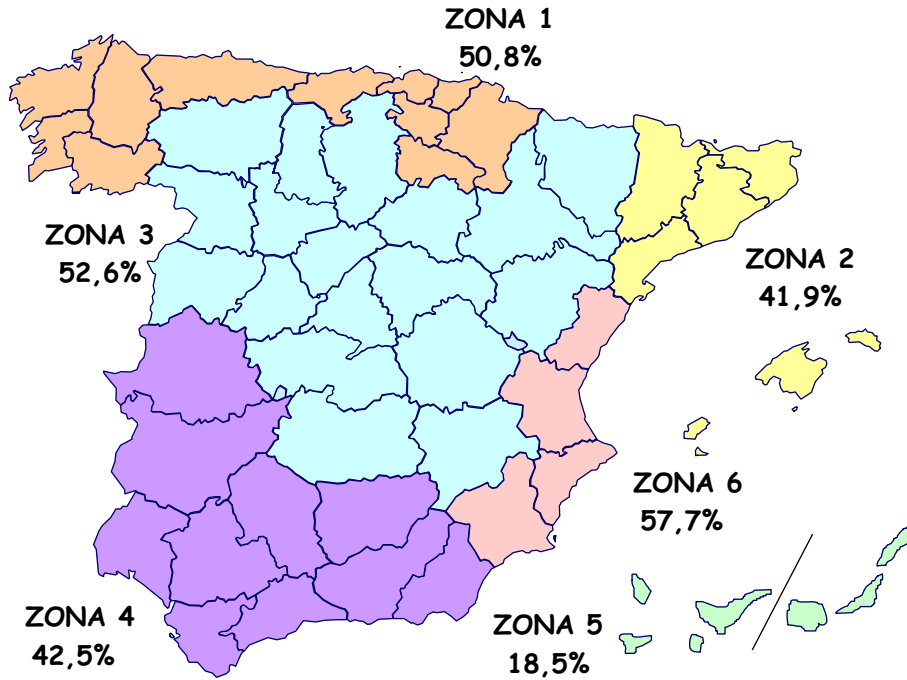 ZONA 1
50,8%
ZONA 3
52,6%
ZONA 2
41,9%
ZONA 6
57,7%
ZONA 4
42,5%
ZONA 5
18,5%